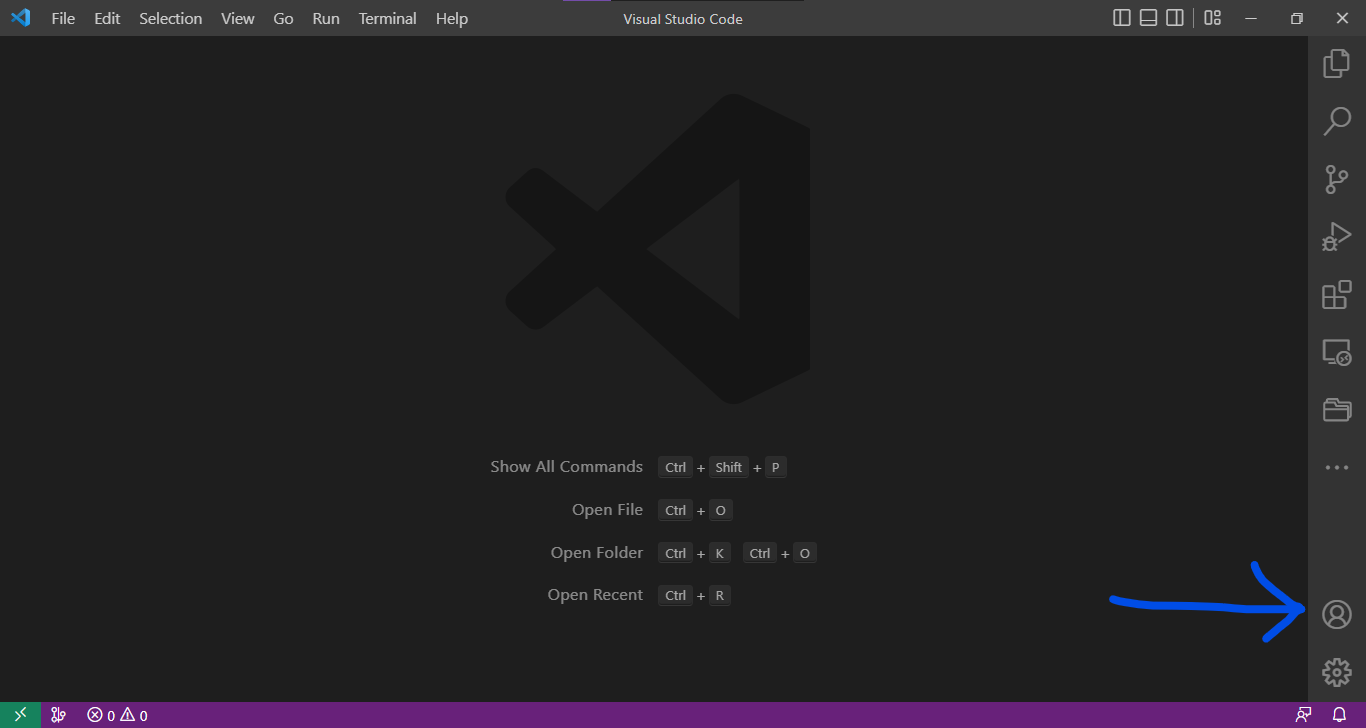 File Edit Selection View Go Run Terminal Help Visual Studio Code
Show All Commands Ctrl + Shift + P
Open File Ctrl + O
Open Folder Ctrl + K Ctrl + O
Open Recent Ctrl + R
0 0